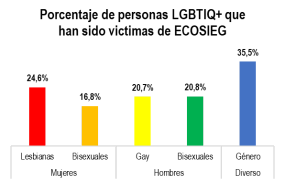 Porcentaje de personas LGBTIQ+ que
han sido victimas de ECOSIEG
24,6%
16,8%
20,7%
20,8%
35,5%
Lesbianas Bisexuales Gay Bisexuales Género
Mujeres Hombres Diverso